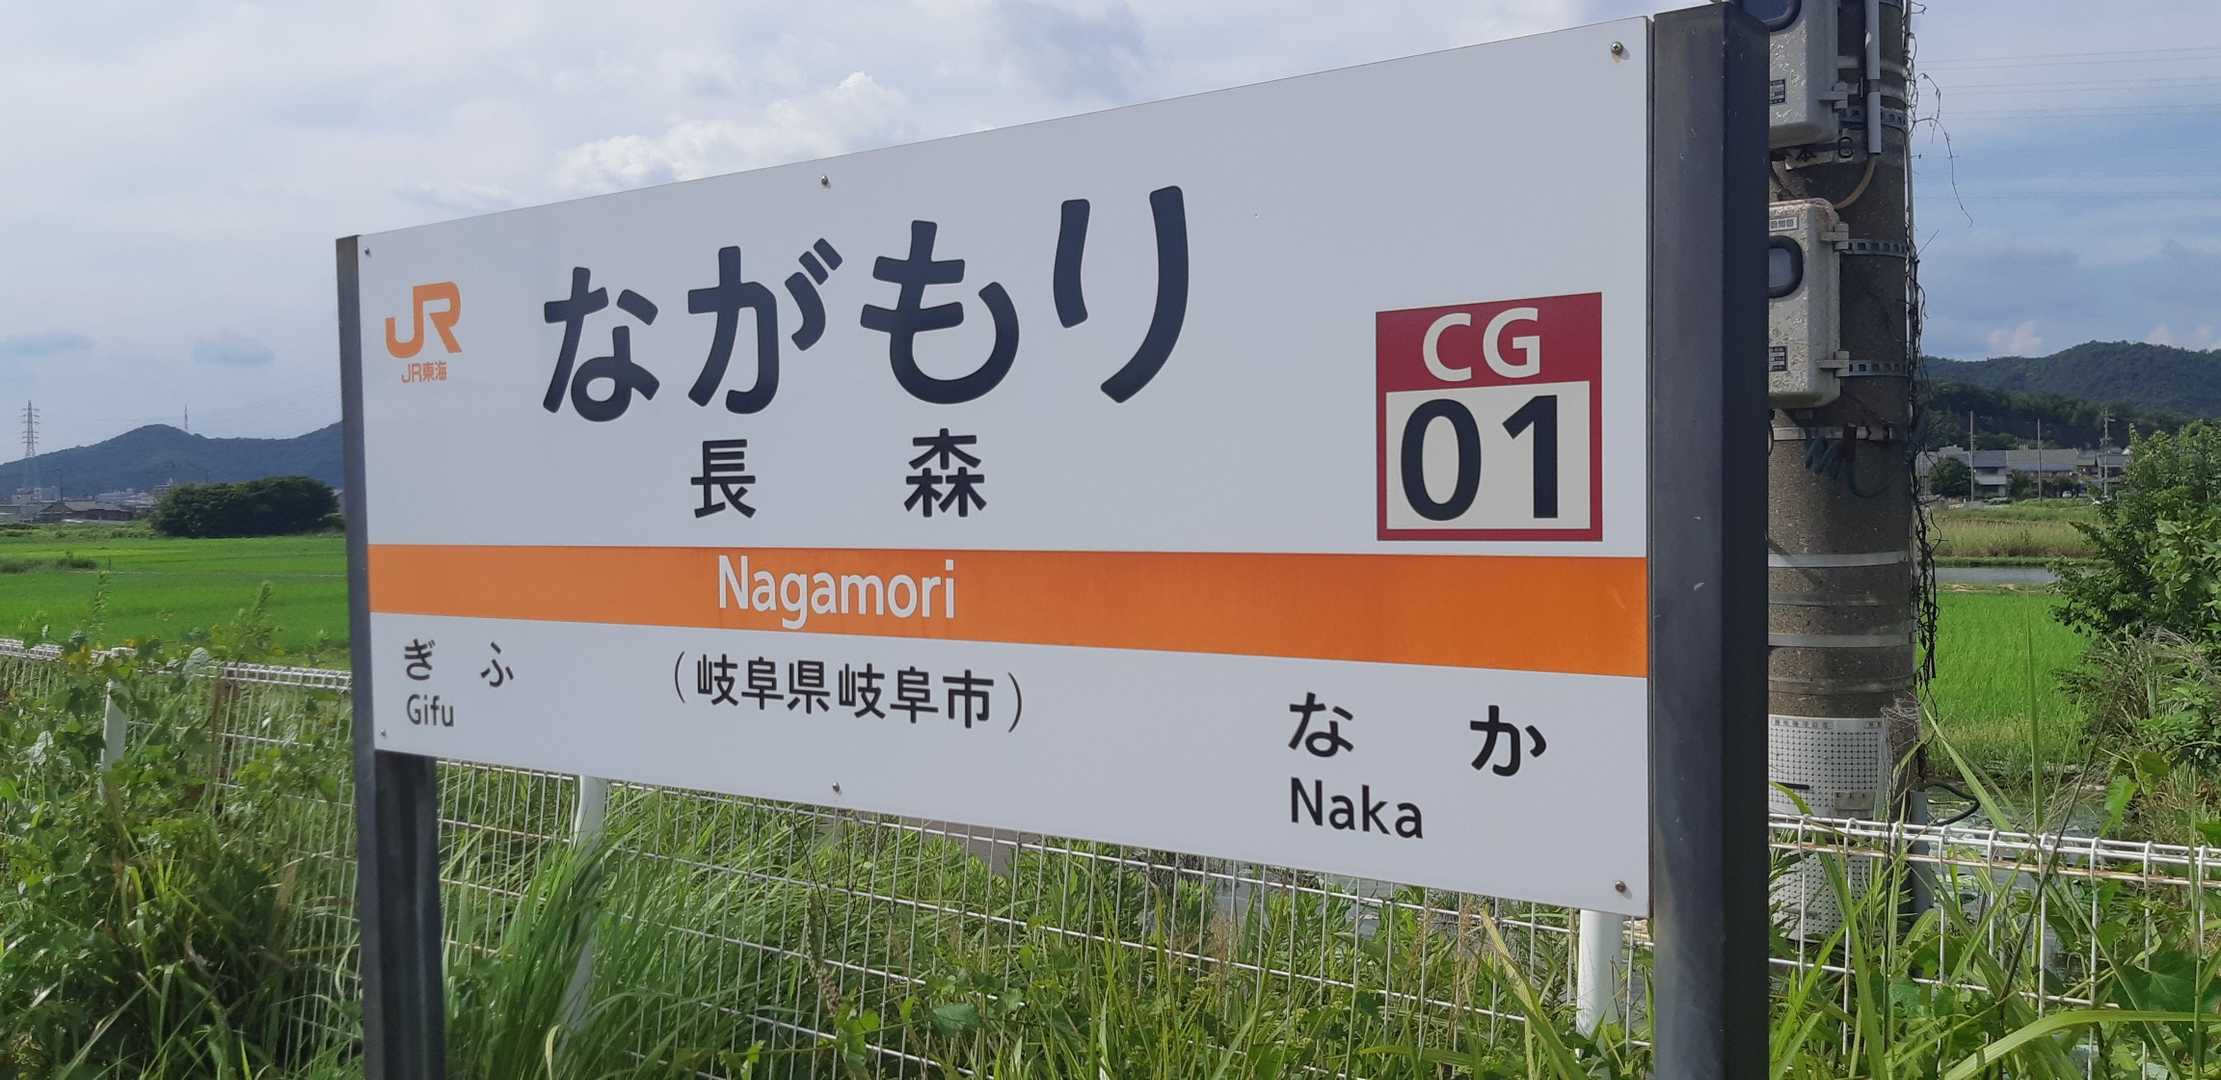 JR
JR東海
ながもり
長森
CG
01
Nagamori
ぎふ
Gifu
(岐阜県岐阜市)
なか
Naka